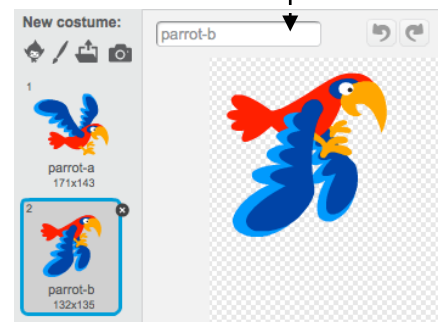 New costume:
parrot-b
1
parrot-a
171x143
2
parrot-b
132x135